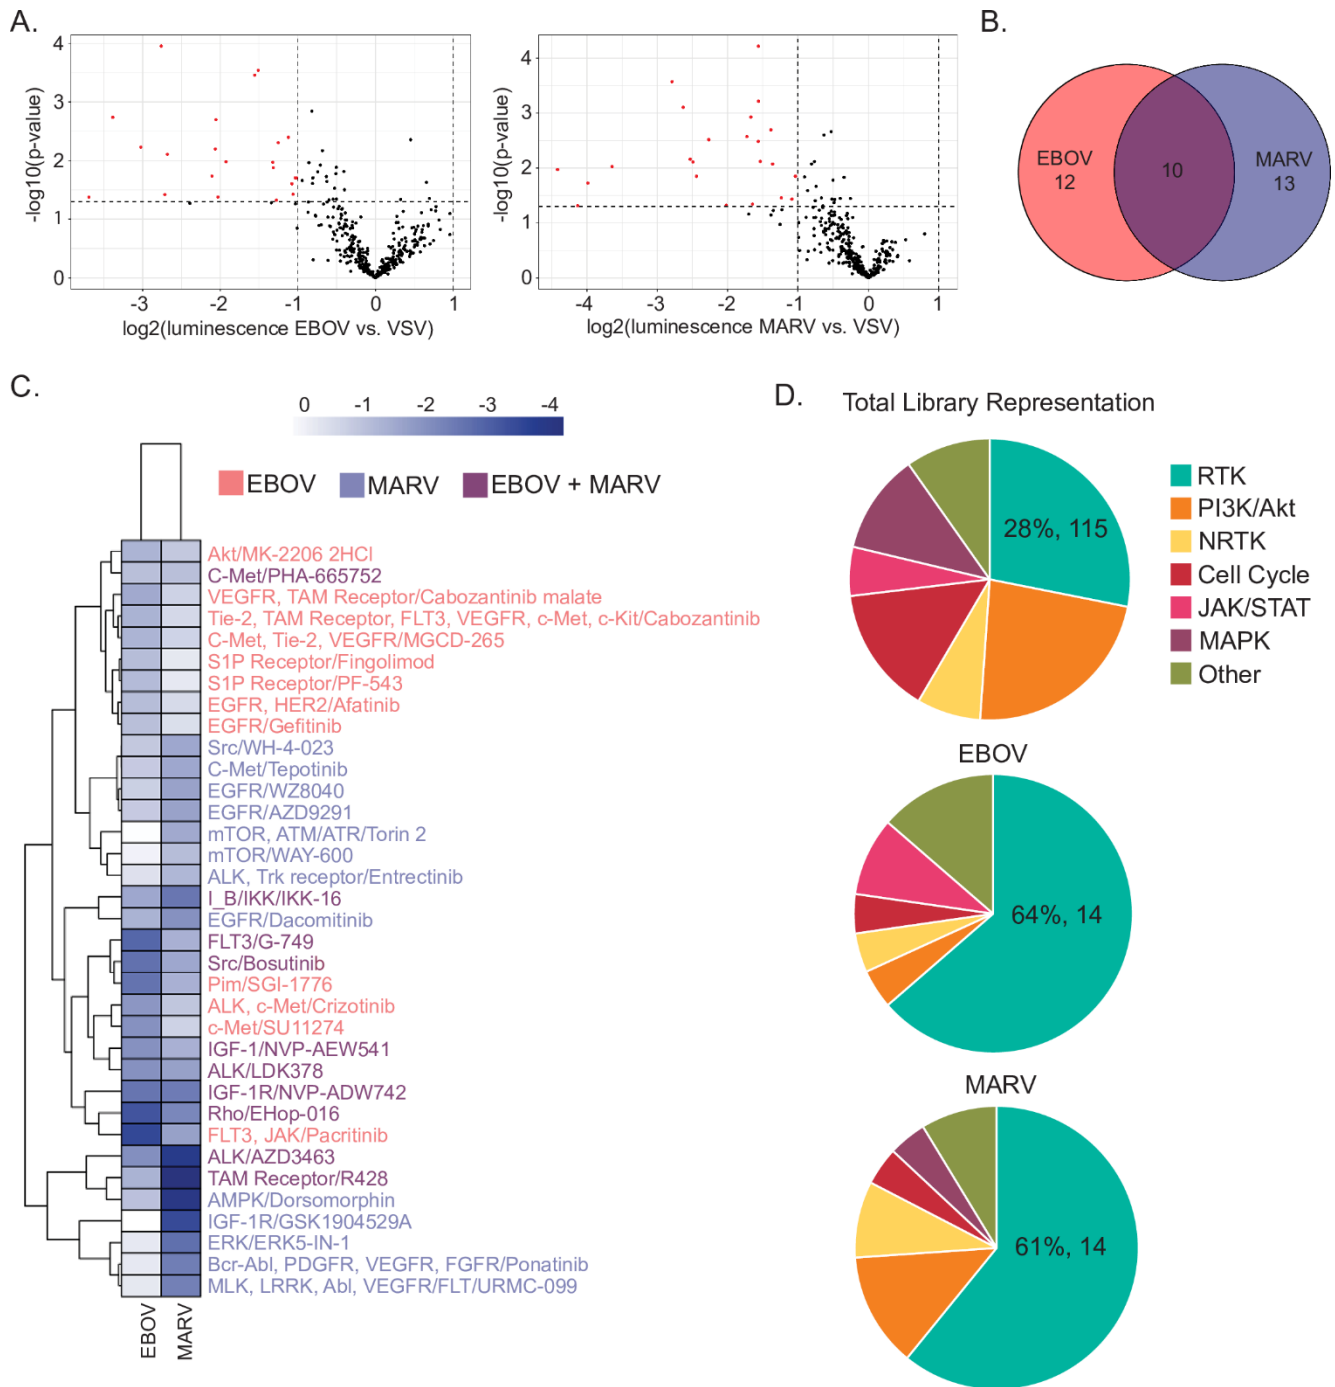 A.
B.
4
3
2
1
0
-log10(p-value)
-3
-2
-1
0
1
log2(luminescence EBOV vs. VSV)
4
3
2
1
0
-log10(p-value)
-4
-3
-2
-1
0
1
log2(luminescence MARV vs. VSV)
EBOV
12
10
MARV
13
C.
0 -1 -2 -3 -4
EBOV MARV EBOV + MARV
Akt/MK-2206 2HCl
C-Met/PHA-665752
VEGFR, TAM Receptor/Cabozantinib malate
Tie-2, TAM Receptor, FLT3, VEGFR, c-Met, c-Kit/Cabozantinib
C-Met, Tie-2, VEGFR/MGCD-265
S1P Receptor/Fingolimod
S1P Receptor/PF-543
EGFR, HER2/Afatinib
EGFR/Gefitinib
Src/WH-4-023
C-Met/Tepotinib
EGFR/WZ8040
EGFR/AZD9291
mTOR, ATM/ATR/Torin 2
mTOR/WAY-600
ALK, Trk receptor/Entrectinib
I_B/IKK/IKK-16
EGFR/Dacomitinib
FLT3/G-749
Src/Bosutinib
Pim/SGI-1776
ALK, c-Met/Crizotinib
c-Met/SU11274
IGF-1/NVP-AEW541
ALK/LDK378
IGF-1R/NVP-ADW742
Rho/EHop-016
FLT3, JAK/Pacritinib
ALK/AZD3463
TAM Receptor/R428
AMPK/Dorsomorphin
IGF-1R/GSK1904529A
ERK/ERK5-IN-1
Bcr-Abl, PDGFR, VEGFR, FGFR/Ponatinib
MLK, LRRK, Abl, VEGFR/FLT/URMC-099
EBOV
MARV
D.
Total Library Representation
28%, 115
RTK
PI3K/Akt
NRTK
Cell Cycle
JAK/STAT
MAPK
Other
EBOV
64%, 14
MARV
61%, 14